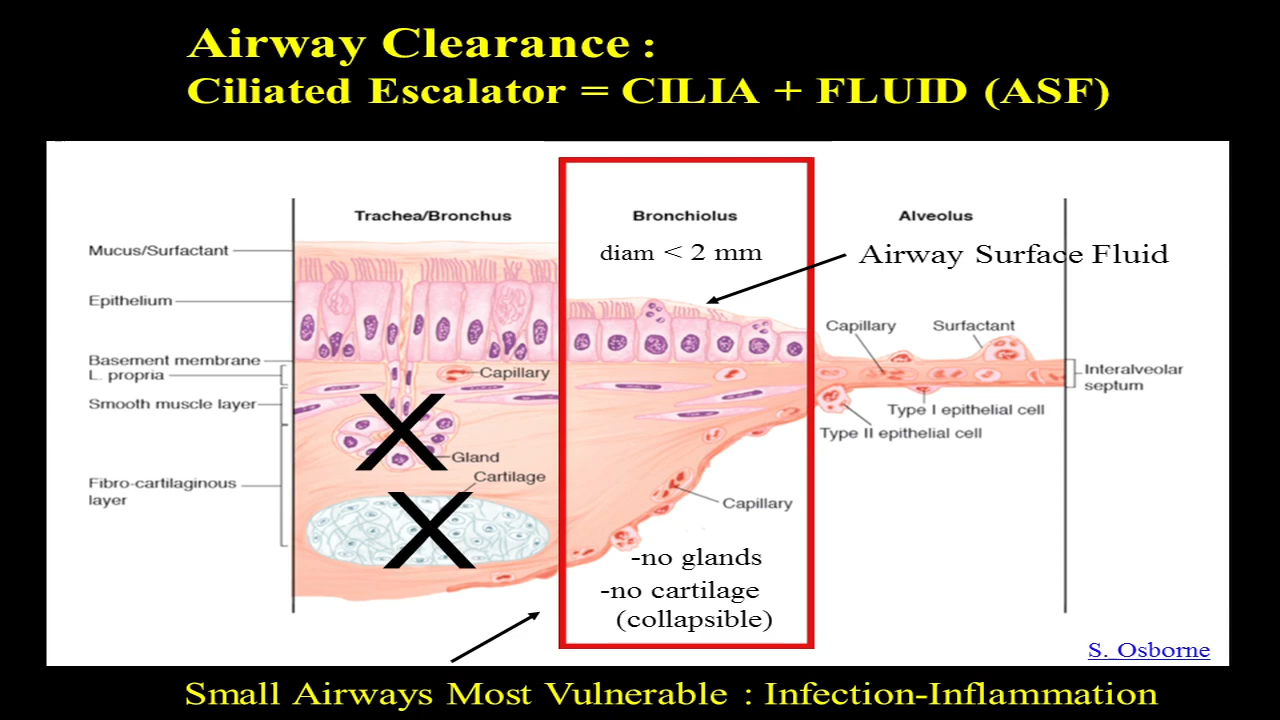 Airway Clearance :
Ciliated Escalator = CILIA + FLUID (ASF)
Trachea/Bronchus
Bronchiolus
Alveolus
Mucus/Surfactant
diam < 2 mm
Airway Surface Fluid
Epithelium
Capillary
Surfactant
Basement membrane
L. propria
Capillary
Interalveolar
septum
Smooth muscle layer
Type I epithelial cell
Type II epithelial cell
Gland
Cartilage
Fibro-cartilaginous
layer
Capillary
-no glands
-no cartilage
(collapsible)
S. Osborne
Small Airways Most Vulnerable : Infection-Inflammation